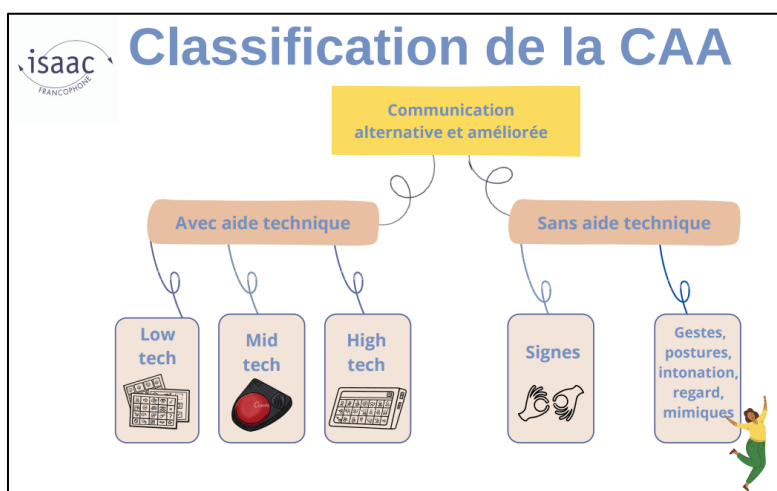 isaac
FRANCOPHONE
Classification de la CAA
Communication
alternative et améliorée
Avec aide technique
Sans aide technique
Low
tech
Mid
tech
High
tech
Signes
Gestes,
postures,
intonation,
regard,
mimiques